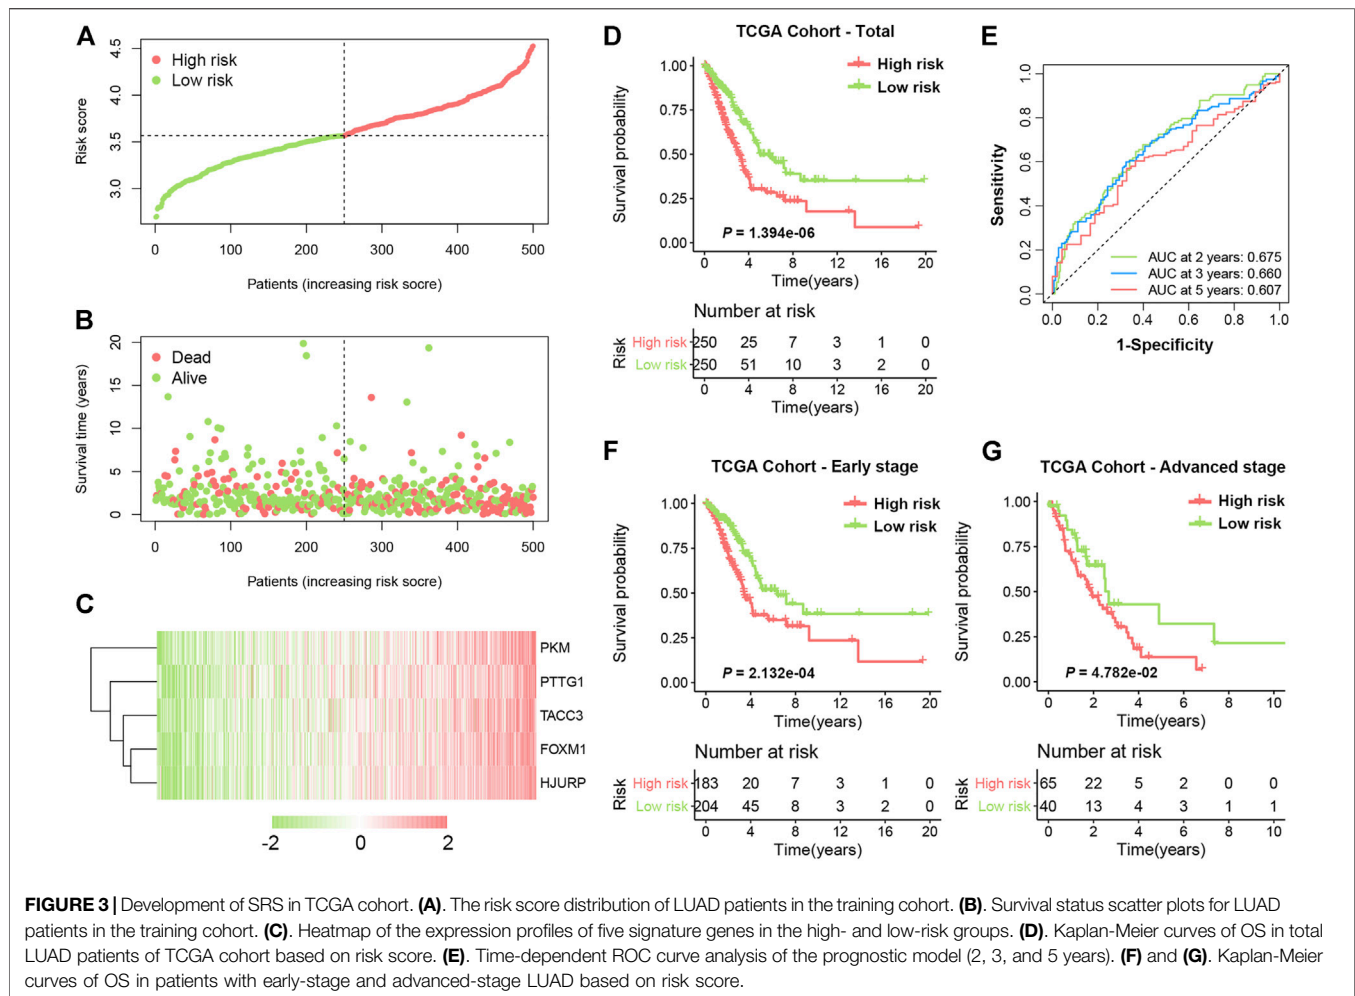 A
High risk
Low risk
Risk score
4.5
4.0
3.5
3.0
0 100 200 300 400 500
Patients (increasing risk score)
B
Dead
Alive
Survival time (years)
20
15
10
5
0
0 100 200 300 400 500
Patients (increasing risk score)
C
PKM
PTTG1
TACC3
FOXM1
HJURP
-2 0 2
D
TCGA Cohort - Total
High risk
Low risk
Survival probability
1.00
0.75
0.50
0.25
0.00
P = 1.394e-06
0 4 8 12 16 20
Time(years)
Number at risk
Risk
High risk 250 25 7 3 1 0
Low risk 250 51 10 3 2 0
0 4 8 12 16 20
Time(years)
E
Sensitivity
1.0
0.8
0.6
0.4
0.2
0.0
AUC at 2 years: 0.675
AUC at 3 years: 0.660
AUC at 5 years: 0.607
0.0 0.2 0.4 0.6 0.8 1.0
1-Specificity
F
TCGA Cohort - Early stage
High risk
Low risk
Survival probability
1.00
0.75
0.50
0.25
0.00
P = 2.132e-04
0 4 8 12 16 20
Time(years)
Number at risk
Risk
High risk 183 20 7 3 1 0
Low risk 204 45 8 3 2 0
0 4 8 12 16 20
Time(years)
G
TCGA Cohort - Advanced stage
High risk
Low risk
Survival probability
1.00
0.75
0.50
0.25
0.00
P = 4.782e-02
0 2 4 6 8 10
Time(years)
Number at risk
Risk
High risk 65 22 5 2 0 0
Low risk 40 13 4 3 1 1
0 2 4 6 8 10
Time(years)
FIGURE 3 | Development of SRS in TCGA cohort. (A). The risk score distribution of LUAD patients in the training cohort. (B). Survival status scatter plots for LUAD
patients in the training cohort. (C). Heatmap of the expression profiles of five signature genes in the high- and low-risk groups. (D). Kaplan-Meier curves of OS in total
LUAD patients of TCGA cohort based on risk score. (E). Time-dependent ROC curve analysis of the prognostic model (2, 3, and 5 years). (F) and (G). Kaplan-Meier
curves of OS in patients with early-stage and advanced-stage LUAD based on risk score.